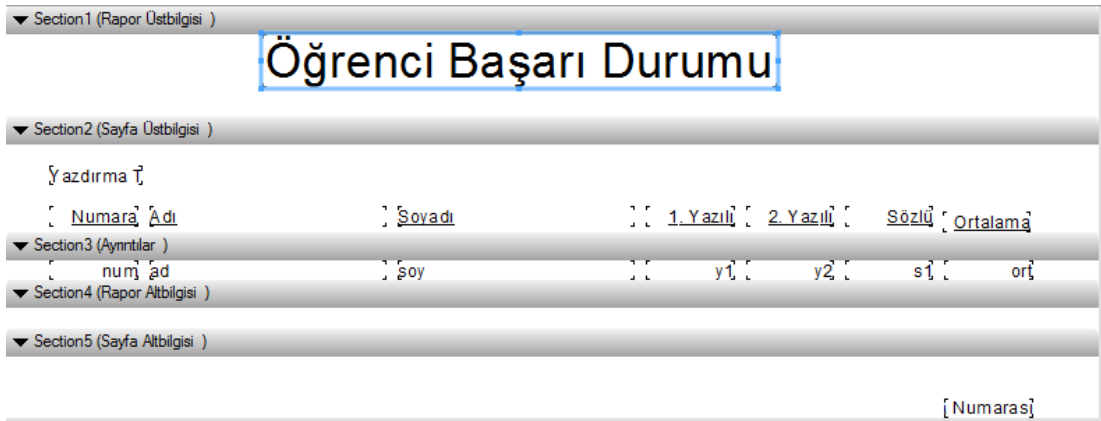 Section1 (Rapor Üstbilgisi )
Öğrenci Başarı Durumu
Section2 (Sayfa Üstbilgisi )
Yazdırma T
Numara Adı Soyadı 1. Yazılı 2. Yazılı Sözlü Ortalama
Section3 (Ayrıntılar )
num ad soy y1 y2 s1 ort
Section4 (Rapor Altbilgisi )
Section5 (Sayfa Altbilgisi )
Numarası